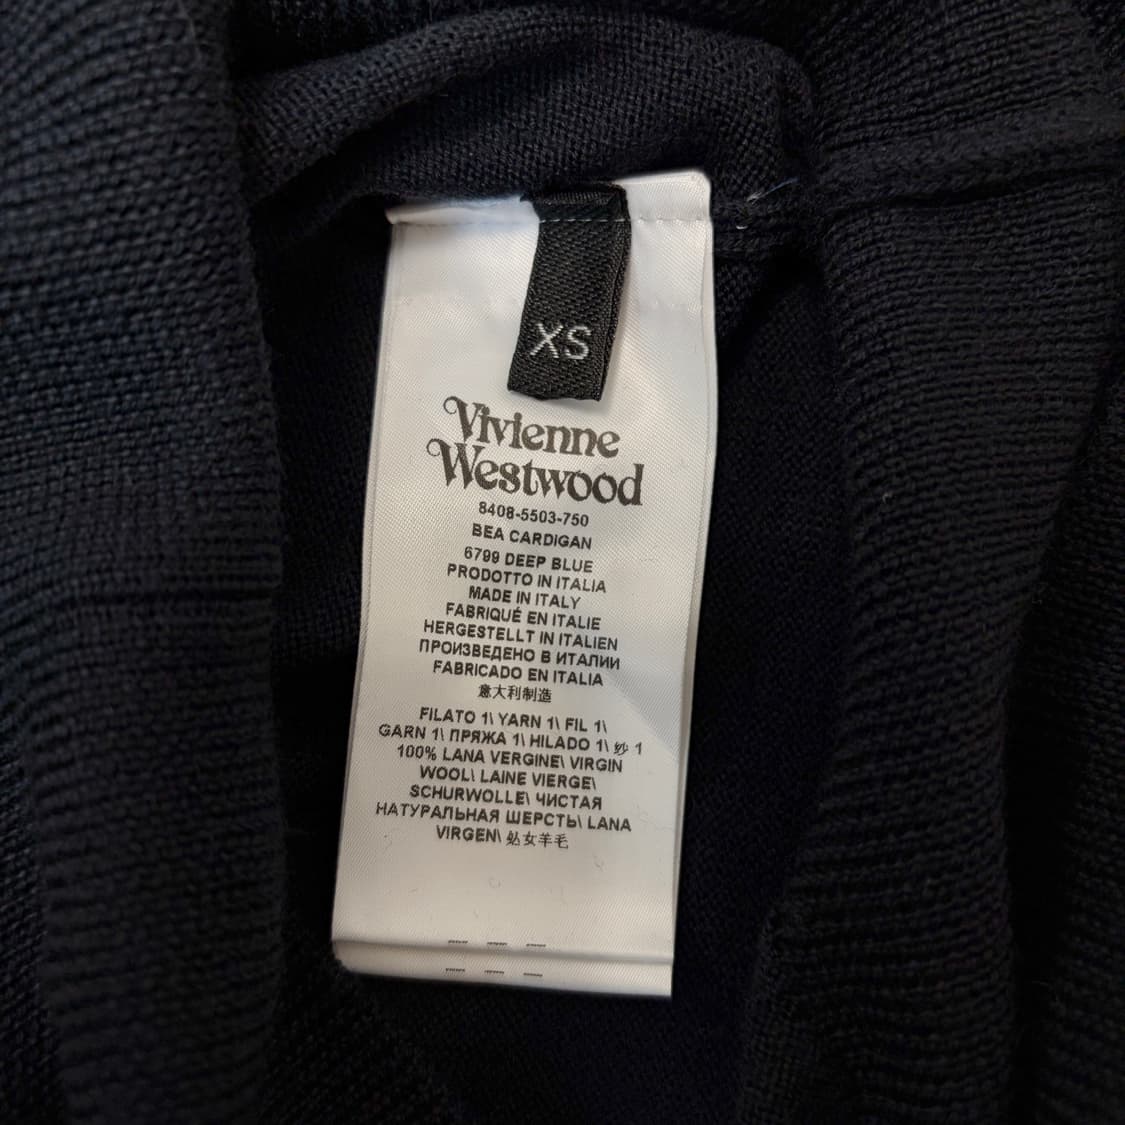 XS
Vivienne
Westwood
8408-5503-750
BEA CARDIGAN
6799 DEEP BLUE
PRODOTTO IN ITALIA
MADE IN ITALY
FABRIQUÉ EN ITALIE
HERGESTELLT IN ITALIEN
ПРОИЗВЕДЕНО В ИТАЛИИ
FABRICADO EN ITALIA
意大利制造
FILATO 1\ YARN 1\ FIL 1\
GARN 1\ ПРЯЖА 1\ HILADO 1\ 纱 1
100% LANA VERGINE\ VIRGIN
WOOL\ LAINE VIERGE\
SCHURWOLLE\ ЧИСТАЯ
НАТУРАЛЬНАЯ ШЕРСТЬ\ LANA
VIRGEN\ 处女羊毛